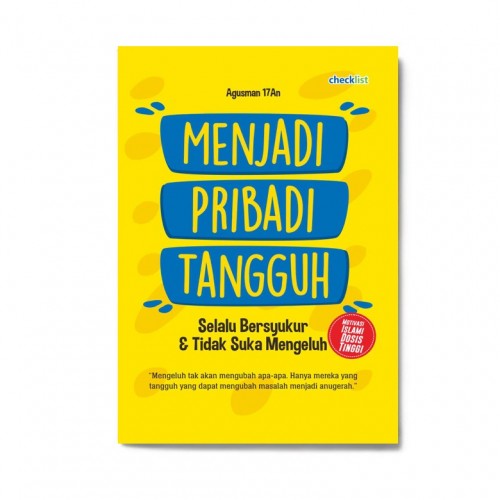 checklist
Agusman 17An
MENJADI
PRIBADI
TANGGUH
Selalu Bersyukur
& Tidak Suka Mengeluh
MOTIVASI
ISLAMI
DOSIS
TINGGI
"Mengeluh tak akan mengubah apa-apa. Hanya mereka yang
tangguh yang dapat mengubah masalah menjadi anugerah."